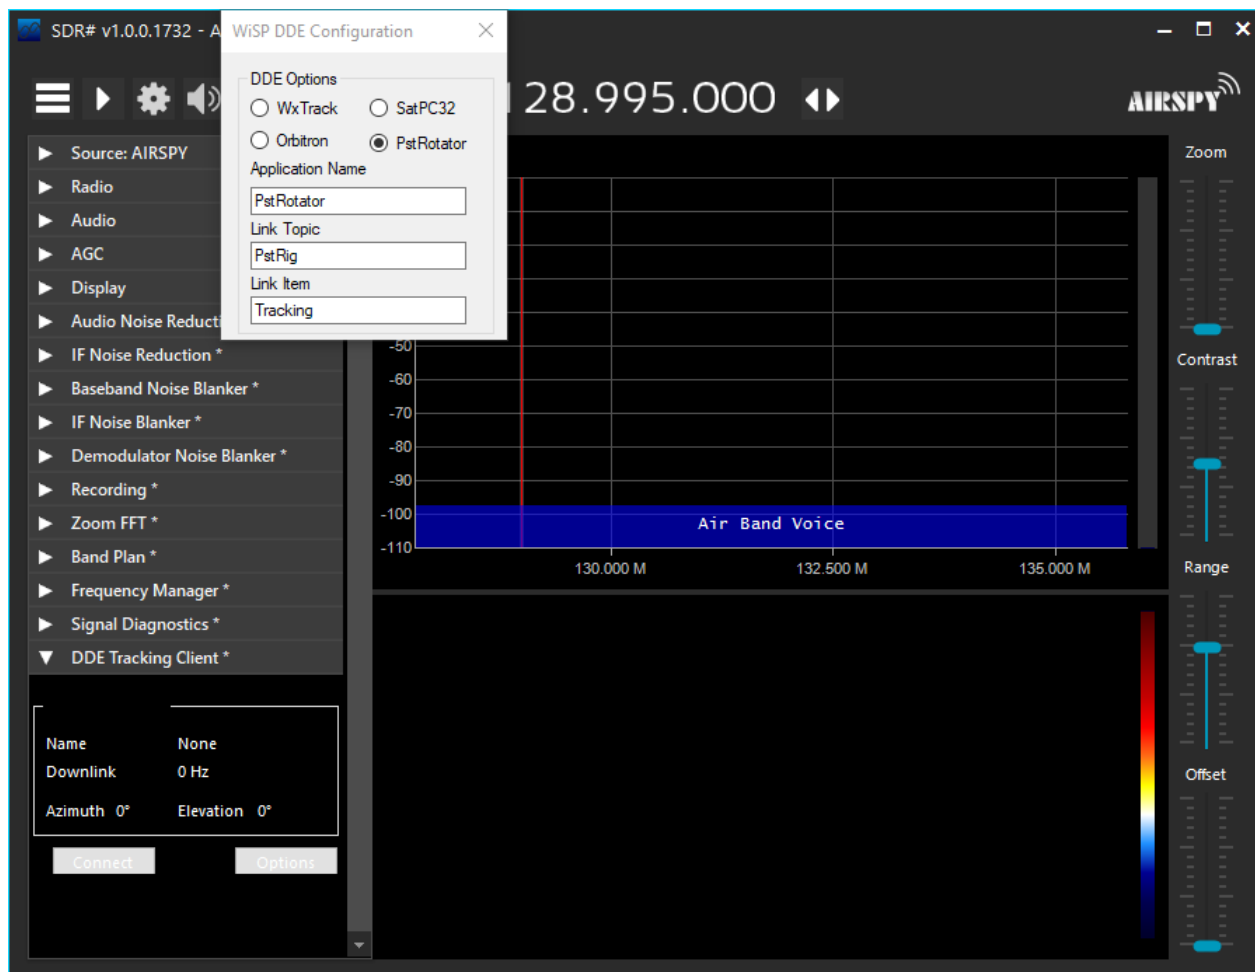 SDR# v1.0.0.1732 - A
WiSP DDE Configuration
DDE Options
WxTrack
SatPC32
Orbitron
PstRotator
Application Name
PstRotator
Link Topic
PstRig
Link Item
Tracking
28.995.000
AIRSPY
Source: AIRSPY
Radio
Audio
AGC
Display
Audio Noise Reducti
IF Noise Reduction *
Baseband Noise Blanker *
IF Noise Blanker *
Demodulator Noise Blanker *
Recording *
Zoom FFT *
Band Plan *
Frequency Manager *
Signal Diagnostics *
DDE Tracking Client *
Name None
Downlink 0 Hz
Azimuth 0° Elevation 0°
Connect
Options
-50
-60
-70
-80
-90
-100
-110
Air Band Voice
130.000 M 132.500 M 135.000 M
Zoom
Contrast
Range
Offset